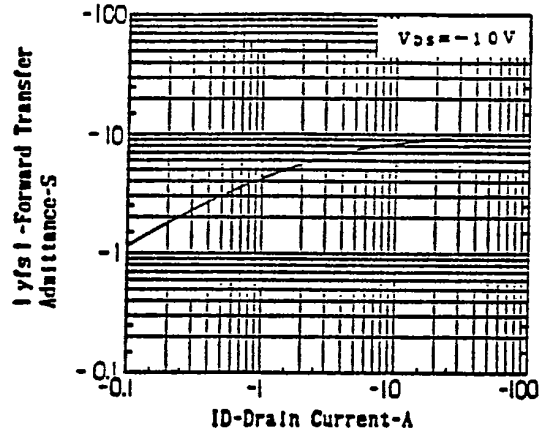 -100
VDS=-10V
-10
-1
-0.1
|yfs|-Forward Transfer
Admittance-S
-0.1 -1 -10 -100
ID-Drain Current-A